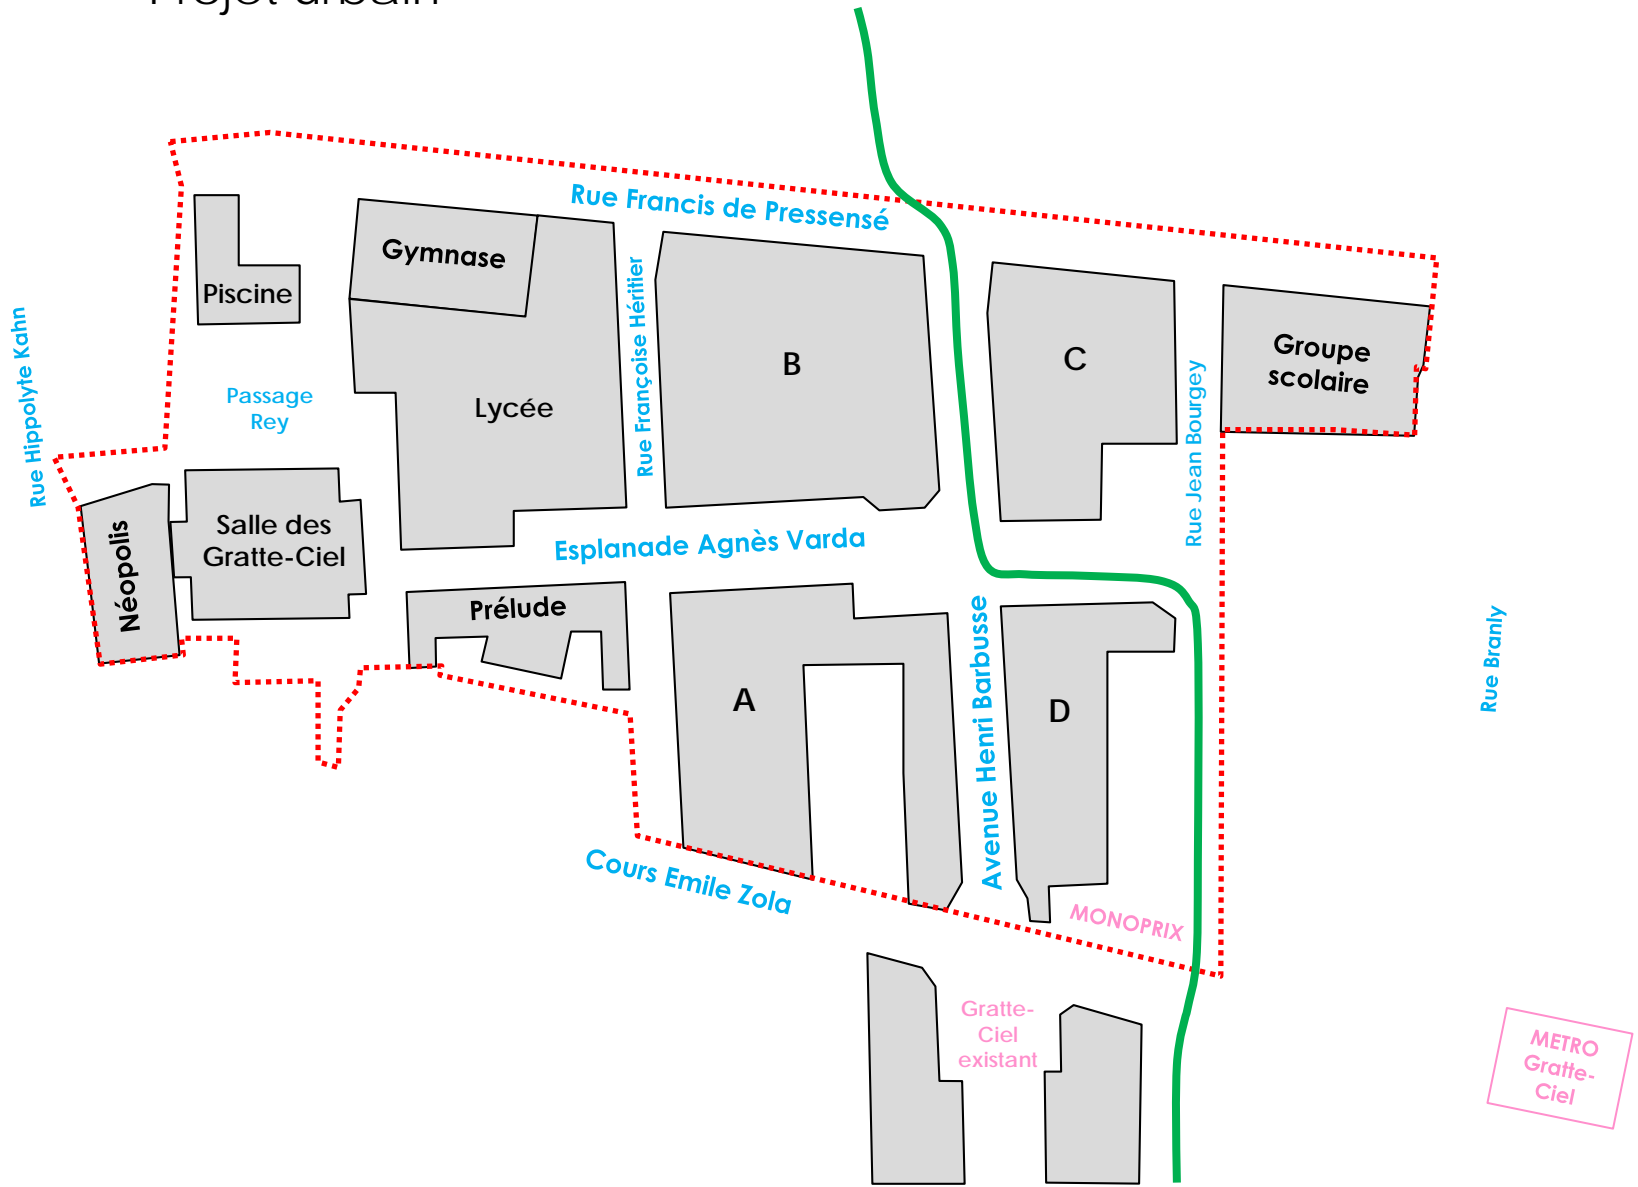 Projet urbain
Rue Francis de Pressensé
Gymnase
Piscine
Rue Françoise Héritier
Rue Hippolyte Kahn
B
C
Groupe
scolaire
Passage
Rey
Lycée
Rue Jean Bourgey
Salle des
Gratte-Ciel
Néopolis
Esplanade Agnès Varda
Prélude
Avenue Henri Barbusse
Rue Branly
A
D
Cours Emile Zola
MONOPRIX
Gratte-
Ciel
existant
METRO
Gratte-
Ciel